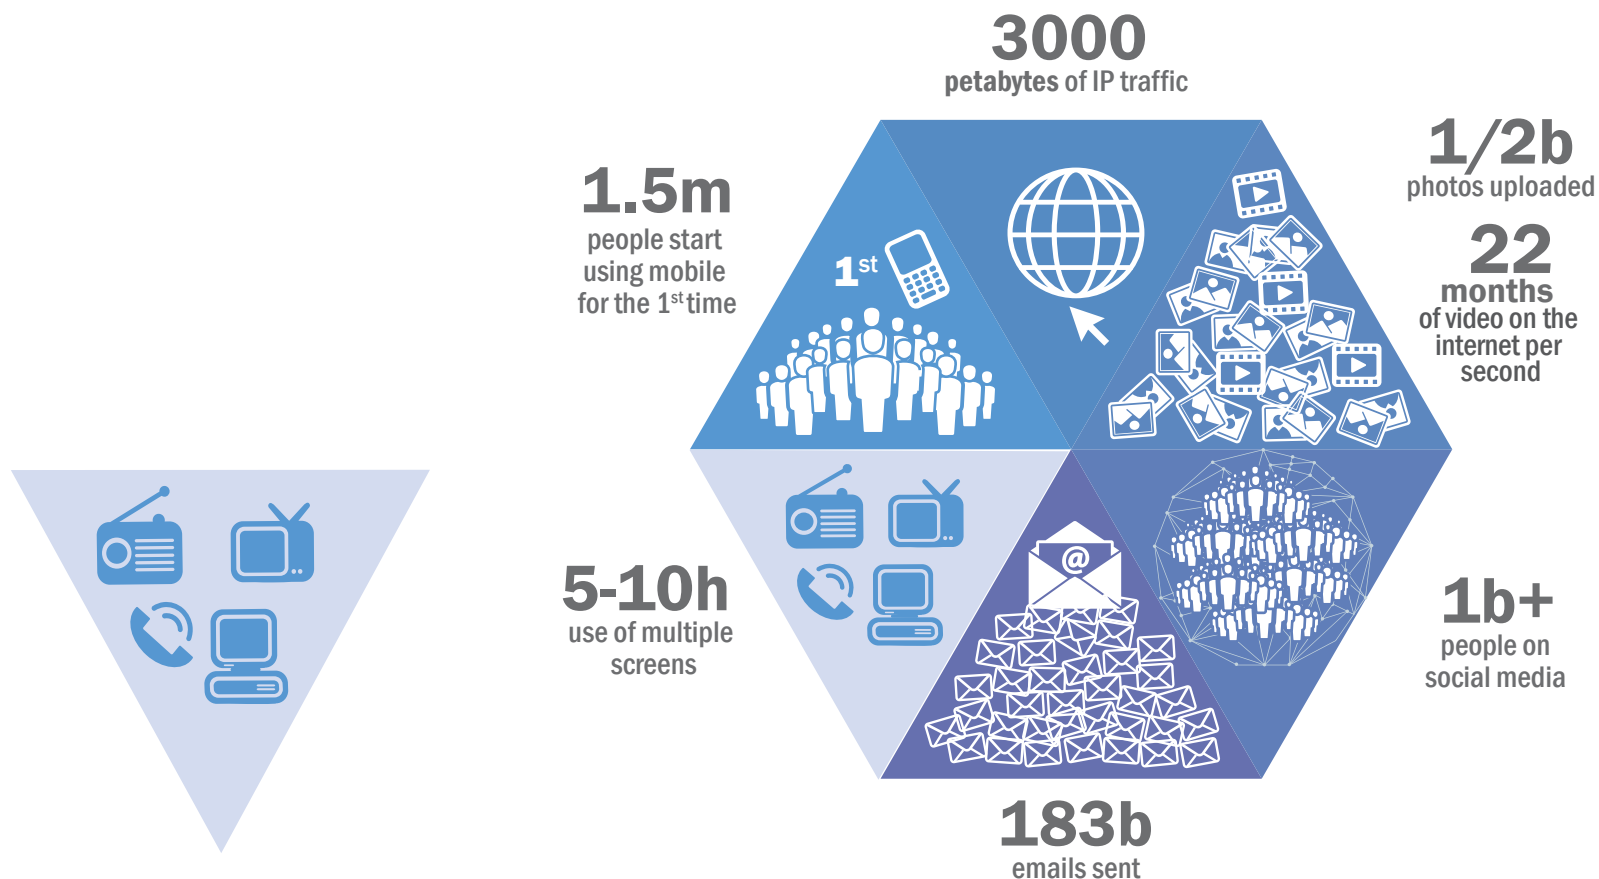 3000
petabytes of IP traffic
1.5m
people start
using mobile
for the 1st time
1st
1/2b
photos uploaded
22
months
of video on the
internet per
second
5-10h
use of multiple
screens
@
1b+
people on
social media
183b
emails sent